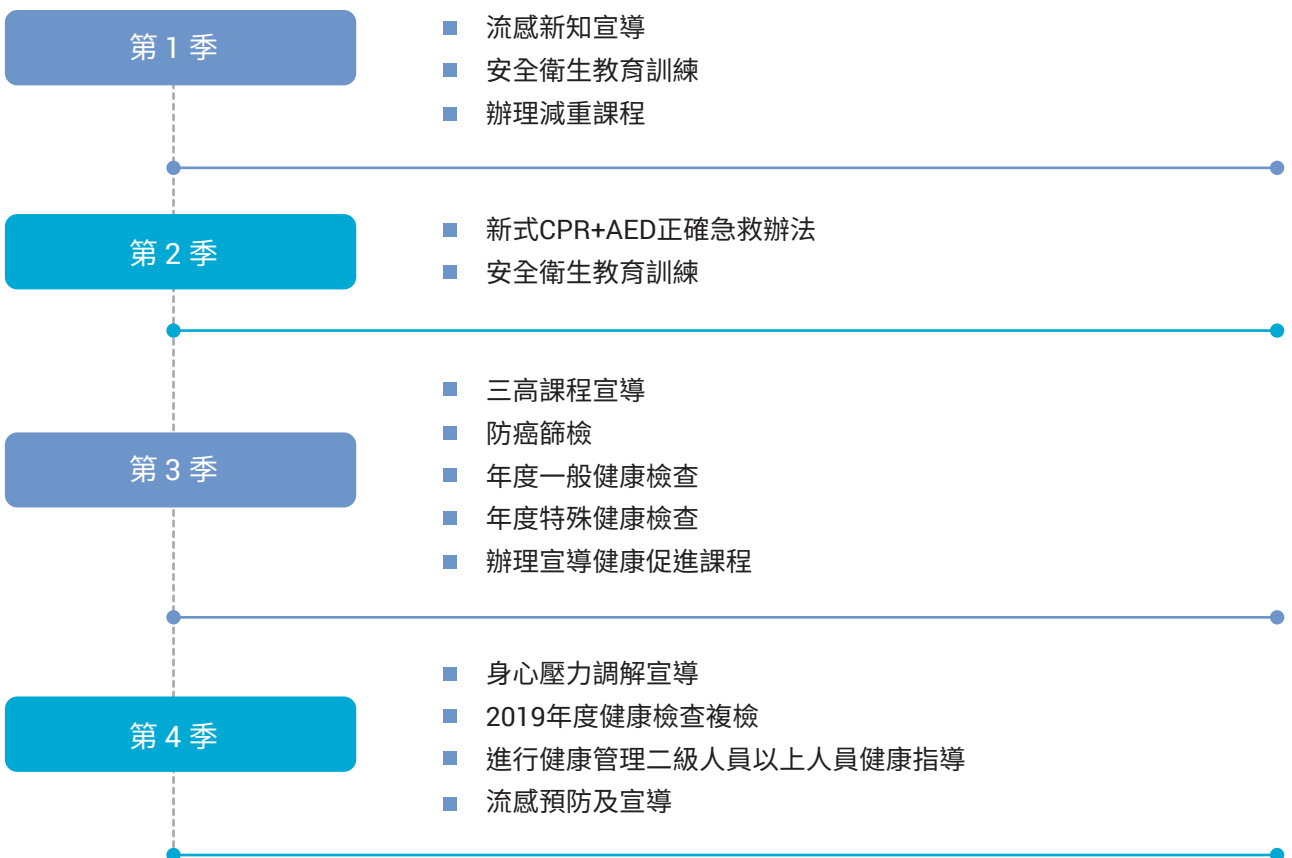 第 1 季
流感新知宣導
安全衛生教育訓練
辦理減重課程
第 2 季
新式CPR+AED正確急救辦法
安全衛生教育訓練
第 3 季
三高課程宣導
防癌篩檢
年度一般健康檢查
年度特殊健康檢查
辦理宣導健康促進課程
第 4 季
身心壓力調解宣導
2019年度健康檢查複檢
進行健康管理二級人員以上人員健康指導
流感預防及宣導